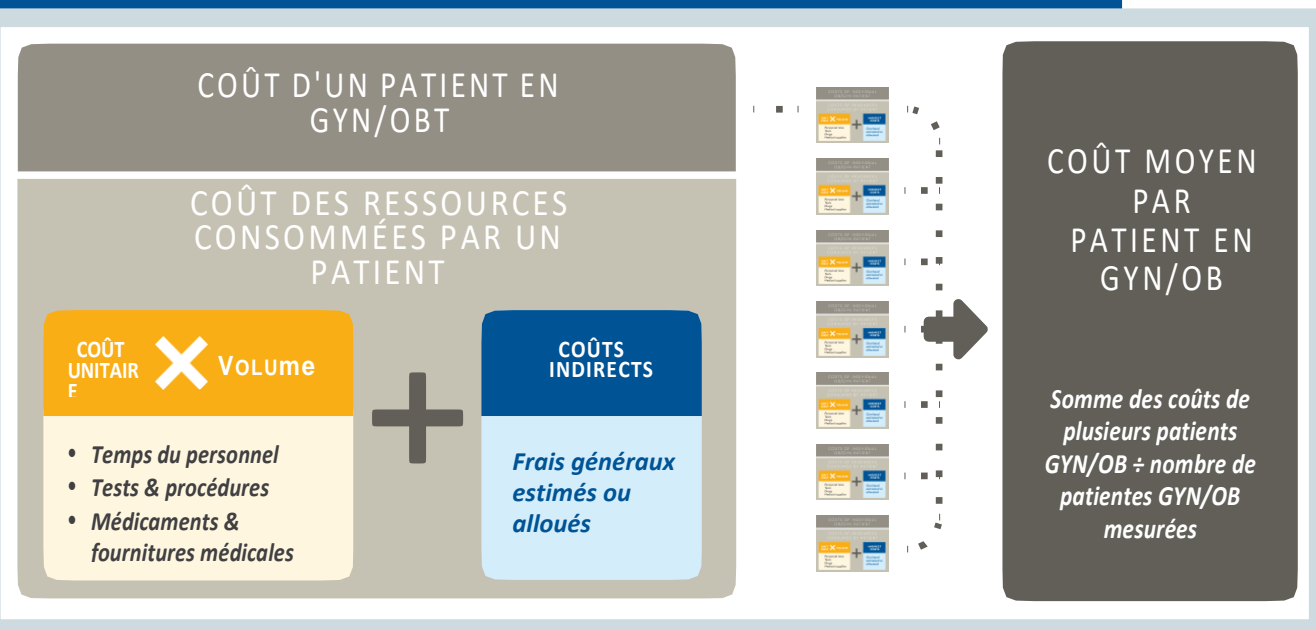 COÛT D'UN PATIENT EN
GYN/OBT
COÛT DES RESSOURCES
CONSOMMÉES PAR UN
PATIENT
COÛT
UNITAIR
E
VOLUme
• Temps du personnel
• Tests & procédures
• Médicaments &
fournitures médicales
COÛTS
INDIRECTS
Frais généraux
estimés ou
alloués
COÛT MOYEN
PAR
PATIENT EN
GYN/OB
Somme des coûts de
plusieurs patients
GYN/OB ÷ nombre de
patientes GYN/OB
mesurées